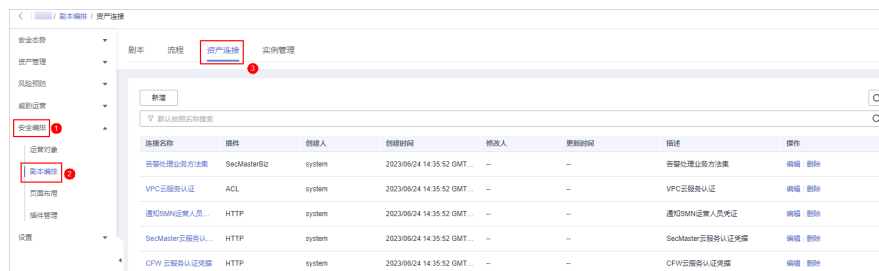 / 剧本编排 / 资产连接
安全态势
资产管理
风险预防
威胁运营
安全编排 1
运营对象
剧本编排 2
页面布局
插件管理
设置
剧本 流程 资产连接 实例管理
3
新增
默认按照名称搜索
连接名称 插件 创建人 创建时间 修改人 更新时间 描述 操作
告警处理业务方法集 SecMasterBiz system 2023/06/24 14:35:52 GMT... -- -- 告警处理业务方法集 编辑 删除
VPC云服务认证 ACL system 2023/06/24 14:35:52 GMT... -- -- VPC云服务认证 编辑 删除
通知SMN运营人员... HTTP system 2023/06/24 14:35:52 GMT... -- -- 通知SMN运营人员凭证 编辑 删除
SecMaster云服务认... HTTP system 2023/06/24 14:35:52 GMT... -- -- SecMaster云服务认证凭据 编辑 删除
CFW 云服务认证凭据 HTTP system 2023/06/24 14:35:52 GMT... -- -- CFW云服务认证凭据 编辑 删除